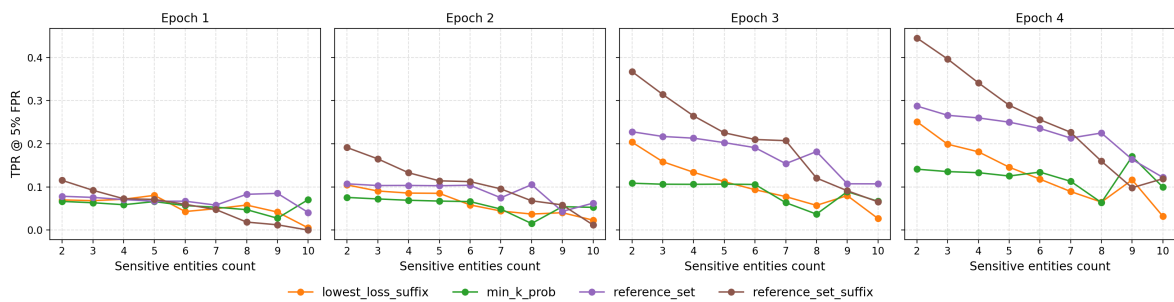 Epoch 1
Epoch 2
Epoch 3
Epoch 4
TPR @ 5% FPR
0.4
0.3
0.2
0.1
0.0
2 3 4 5 6 7 8 9 10
2 3 4 5 6 7 8 9 10
2 3 4 5 6 7 8 9 10
2 3 4 5 6 7 8 9 10
Sensitive entities count
Sensitive entities count
Sensitive entities count
Sensitive entities count
lowest_loss_suffix
min_k_prob
reference_set
reference_set_suffix